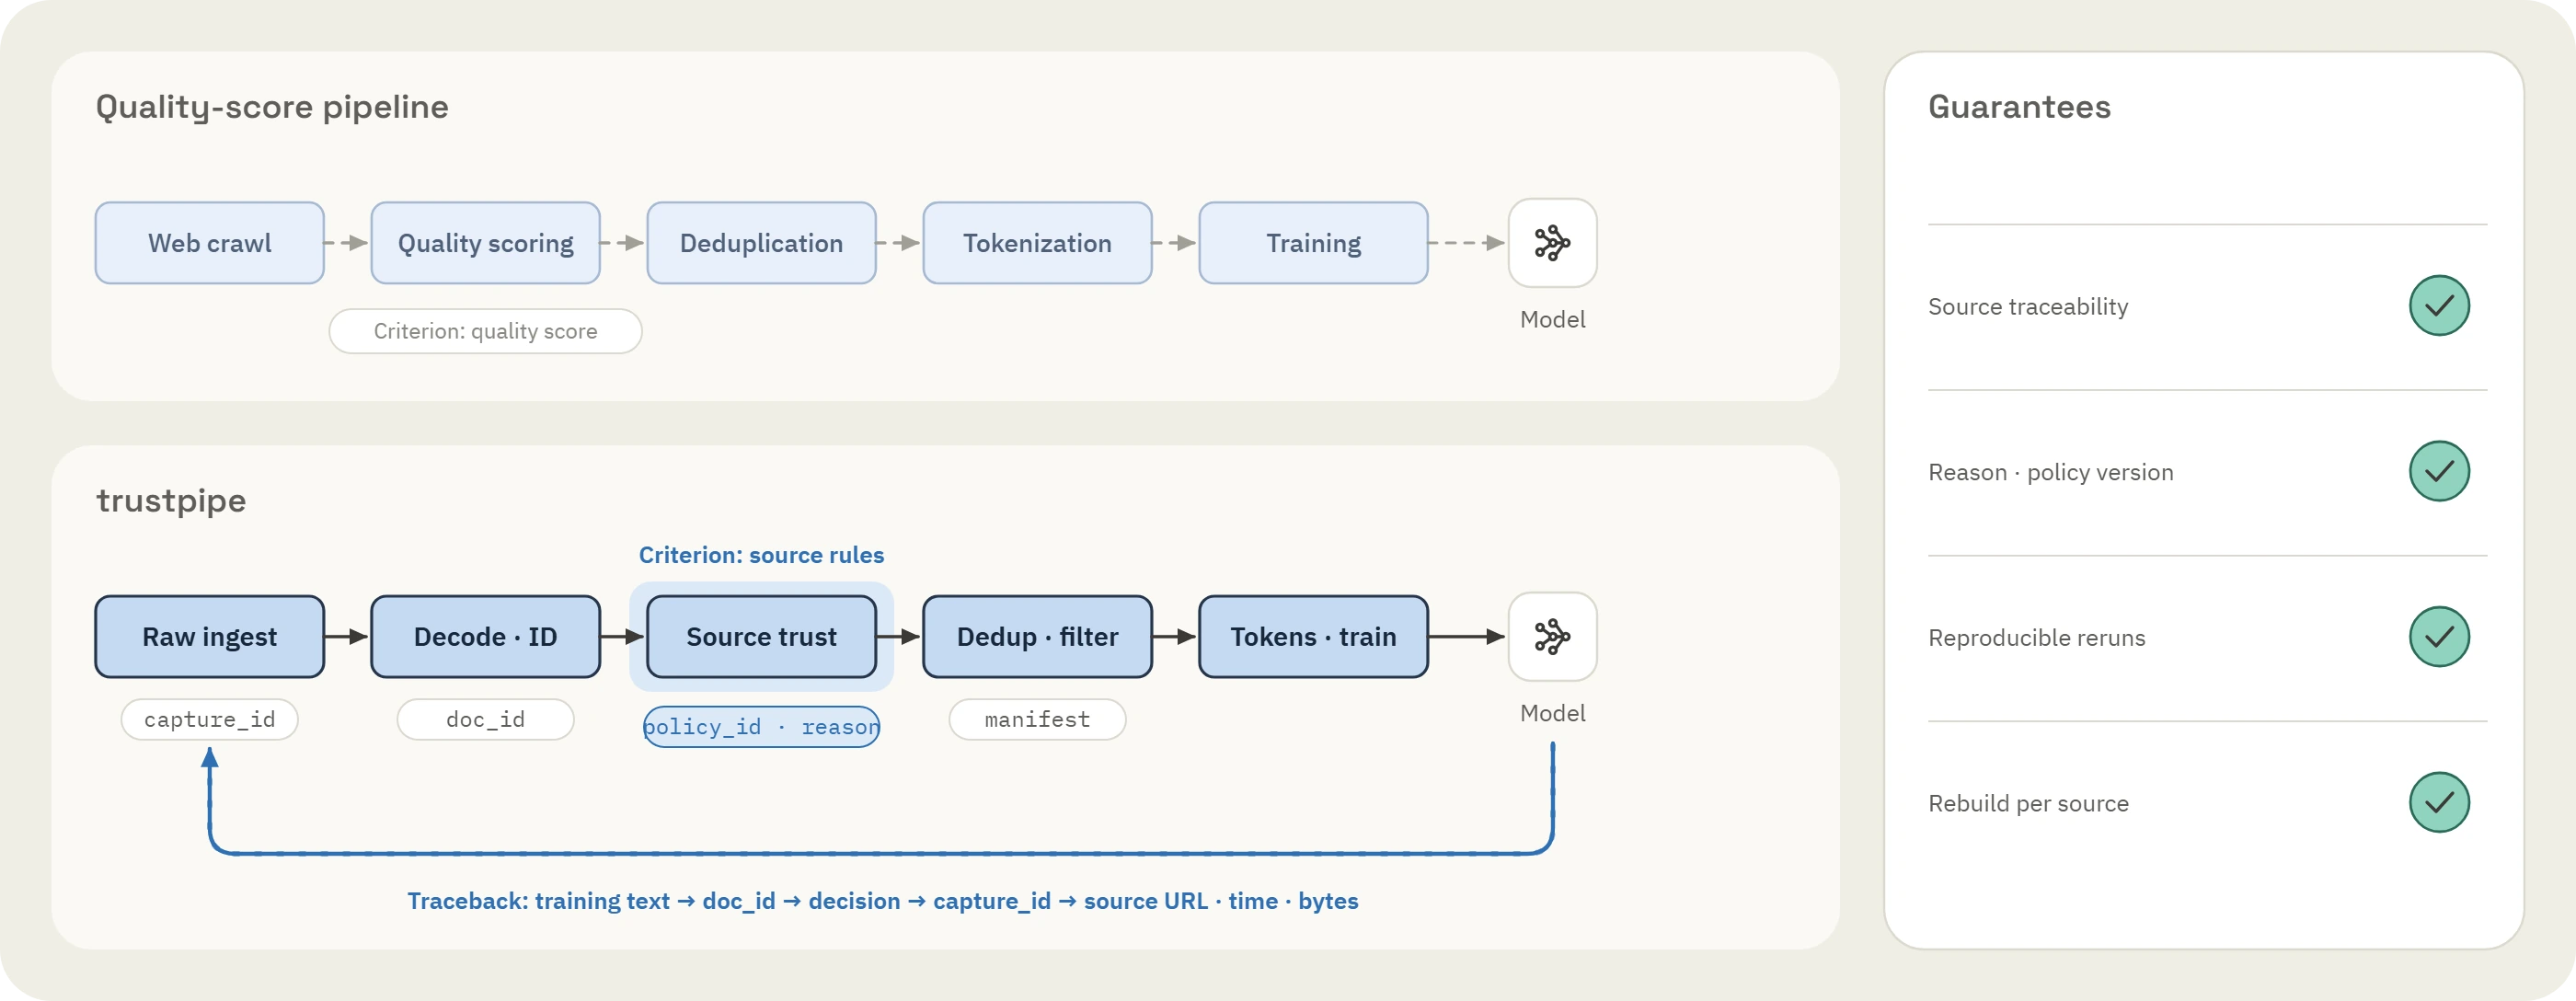 Quality-score pipeline
Web crawl
Quality scoring
Deduplication
Tokenization
Training
Model
Criterion: quality score
trustpipe
Criterion: source rules
Raw ingest
Decode · ID
Source trust
Dedup · filter
Tokens · train
Model
capture_id
doc_id
policy_id · reason
manifest
Traceback: training text → doc_id → decision → capture_id → source URL · time · bytes
Guarantees
Source traceability
Reason · policy version
Reproducible reruns
Rebuild per source